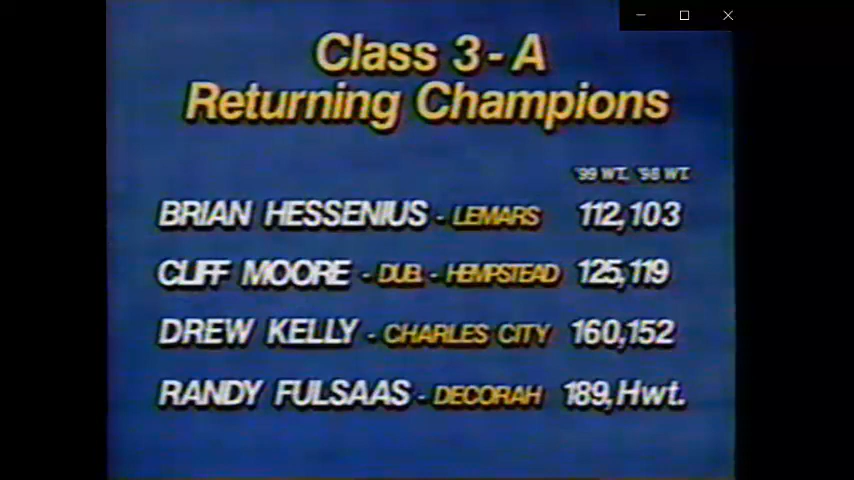 Class 3-A
Returning Champions
'99 WT. '98 WT.
BRIAN HESSENIUS - LEMARS 112,103
CLIFF MOORE - DUB. - HEMPSTEAD 125,119
DREW KELLY - CHARLES CITY 160,152
RANDY FULSAAS - DECORAH 189,Hwt.